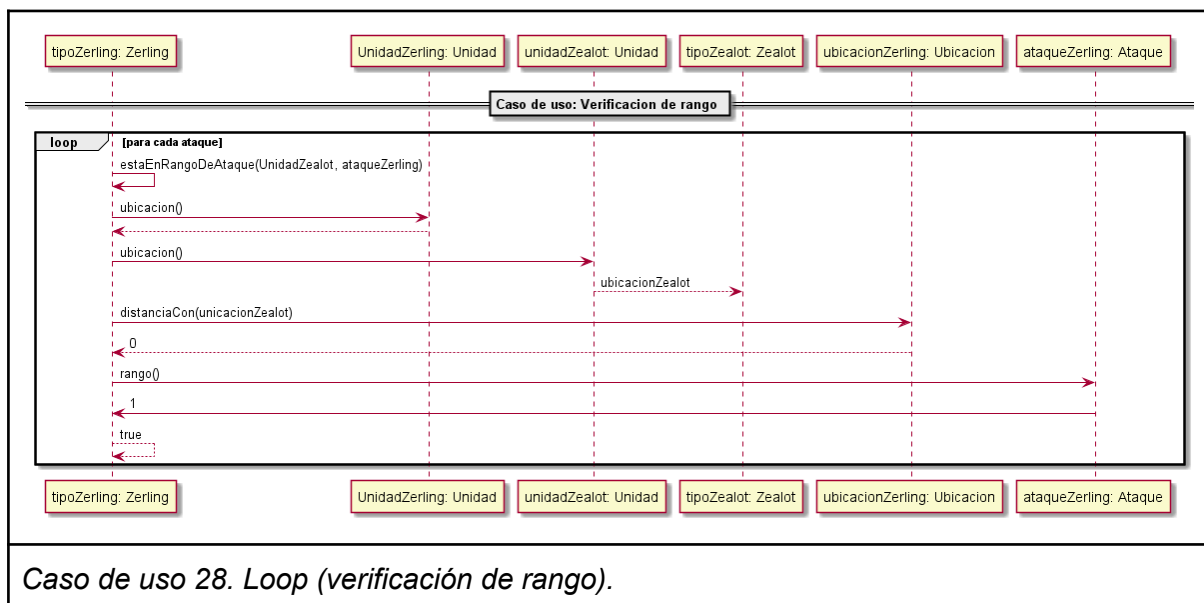 tipoZerling: Zerling
UnidadZerling: Unidad
unidadZealot: Unidad
tipoZealot: Zealot
ubicacionZerling: Ubicacion
ataqueZerling: Ataque
Caso de uso: Verificacion de rango
loop
[para cada ataque]
estaEnRangoDeAtaque(UnidadZealot, ataqueZerling)
ubicacion()
ubicacion()
ubicacionZealot
distanciaCon(unicacionZealot)
0
rango()
1
true
tipoZerling: Zerling
UnidadZerling: Unidad
unidadZealot: Unidad
tipoZealot: Zealot
ubicacionZerling: Ubicacion
ataqueZerling: Ataque
Caso de uso 28. Loop (verificación de rango).